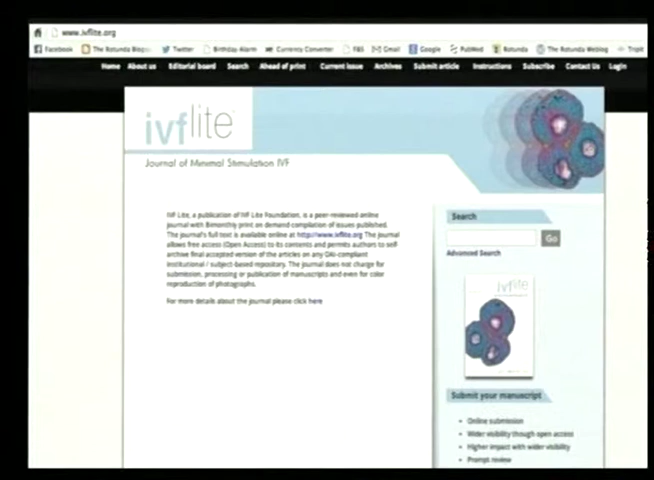 www.ivflite.org
Facebook The Rotunda Blogs Twitter Birthday Alarm Currency Converter F&S Gmail Google PubMed Rotunda The Rotunda Weblog Tripit
Home About us Editorial board Search Ahead of print Current Issue Archives Submit article Instructions Subscribe Contact Us Login
ivflite
Journal of Minimal Stimulation IVF
IVF Lite, a publication of IVF Lite Foundation, is a peer-reviewed online
journal with Bimonthly print on demand compilation of issues published.
The journal's full text is available online at http://www.ivflite.org The journal
allows free access (Open Access) to its contents and permits authors to self
archive final accepted version of the articles on any OAI-compliant
institutional / subject-based repository. The journal does not charge for
submission, processing or publication of manuscripts and even for color
reproduction of photographs.
For more details about the journal please click here
Search
Go
Advanced Search
ivflite
Submit your manuscript
• Online submission
• Wider visibility though open access
• Higher impact with wider visibility
• Prompt review